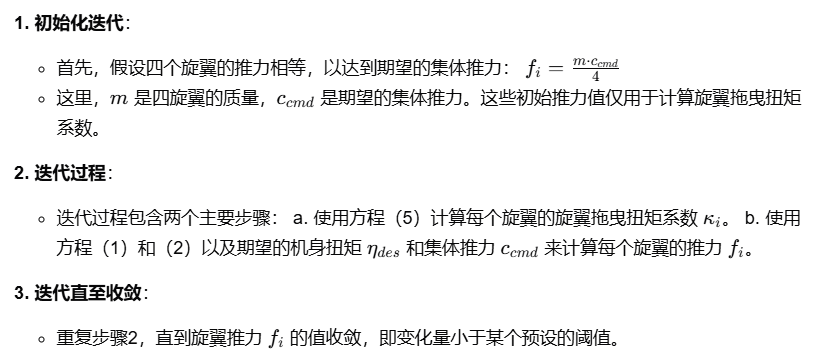 1. 初始化迭代：
首先，假设四个旋翼的推力相等，以达到期望的集体推力： $f_i = \frac{m \cdot c_{cmd}}{4}$
这里，$m$ 是四旋翼的质量，$c_{cmd}$ 是期望的集体推力。这些初始推力值仅用于计算旋翼拖曳扭矩
系数。
2. 迭代过程：
迭代过程包含两个主要步骤： a. 使用方程（5）计算每个旋翼的旋翼拖曳扭矩系数 $\kappa_i$。 b. 使用
方程（1）和（2）以及期望的机身扭矩 $\eta_{des}$ 和集体推力 $c_{cmd}$ 来计算每个旋翼的推力 $f_i$。
3. 迭代直至收敛：
重复步骤2，直到旋翼推力 $f_i$ 的值收敛，即变化量小于某个预设的阈值。